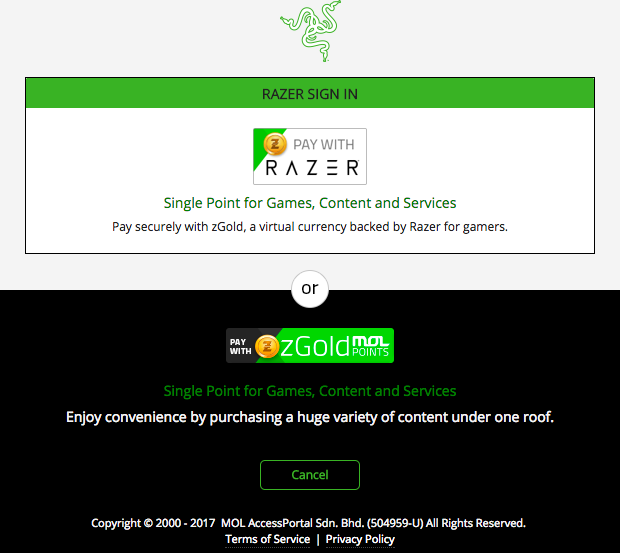 RAZER SIGN IN
PAY WITH
RAZER
Single Point for Games, Content and Services
Pay securely with zGold, a virtual currency backed by Razer for gamers.
or
PAY WITH zGold MOL POINTS
Single Point for Games, Content and Services
Enjoy convenience by purchasing a huge variety of content under one roof.
Cancel
Copyright © 2000 - 2017 MOL AccessPortal Sdn. Bhd. (504959-U) All Rights Reserved.
Terms of Service | Privacy Policy